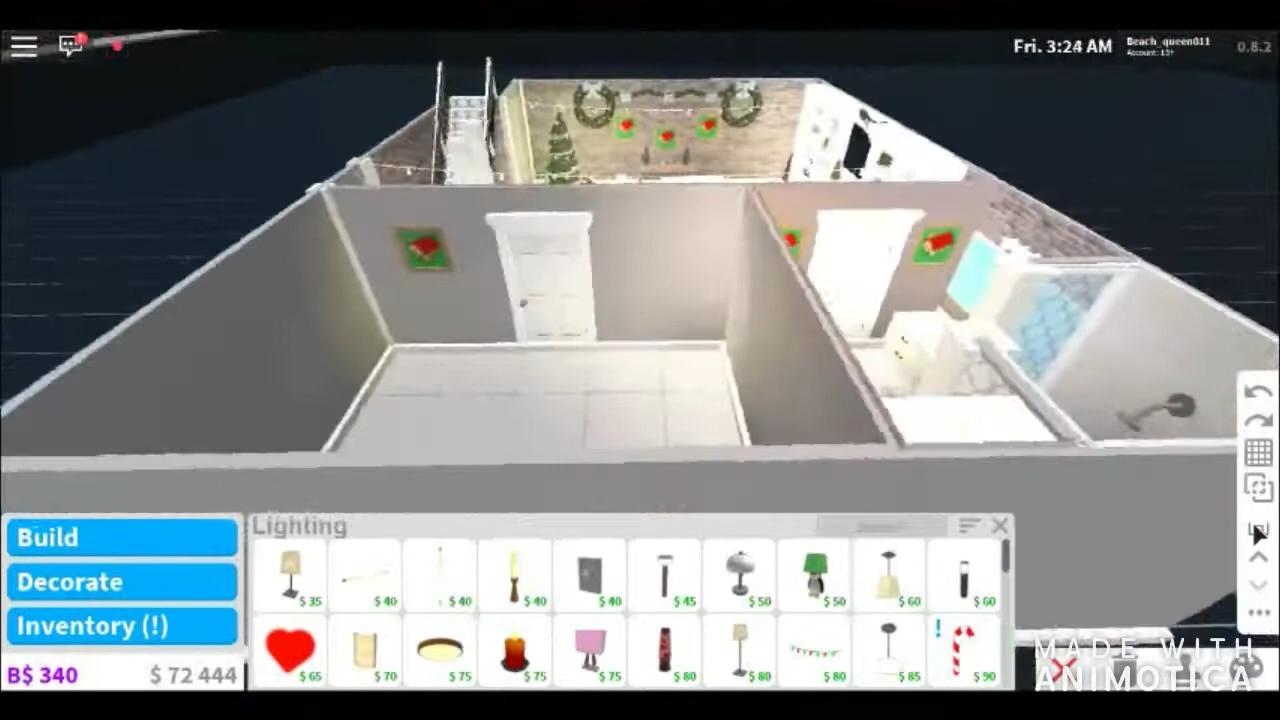 Fri. 3:24 AM
Beach_queen011
Account: 13+
0.8.2
Lighting
Build
Decorate
Inventory (!)
B$ 340
$ 72 444
$ 35
$ 40
$ 40
$ 40
$ 40
$ 45
$ 50
$ 50
$ 60
$ 60
$ 65
$ 70
$ 75
$ 75
$ 75
$ 80
$ 80
$ 80
$ 85
$ 90
MADE WITH
ANIMOTICA